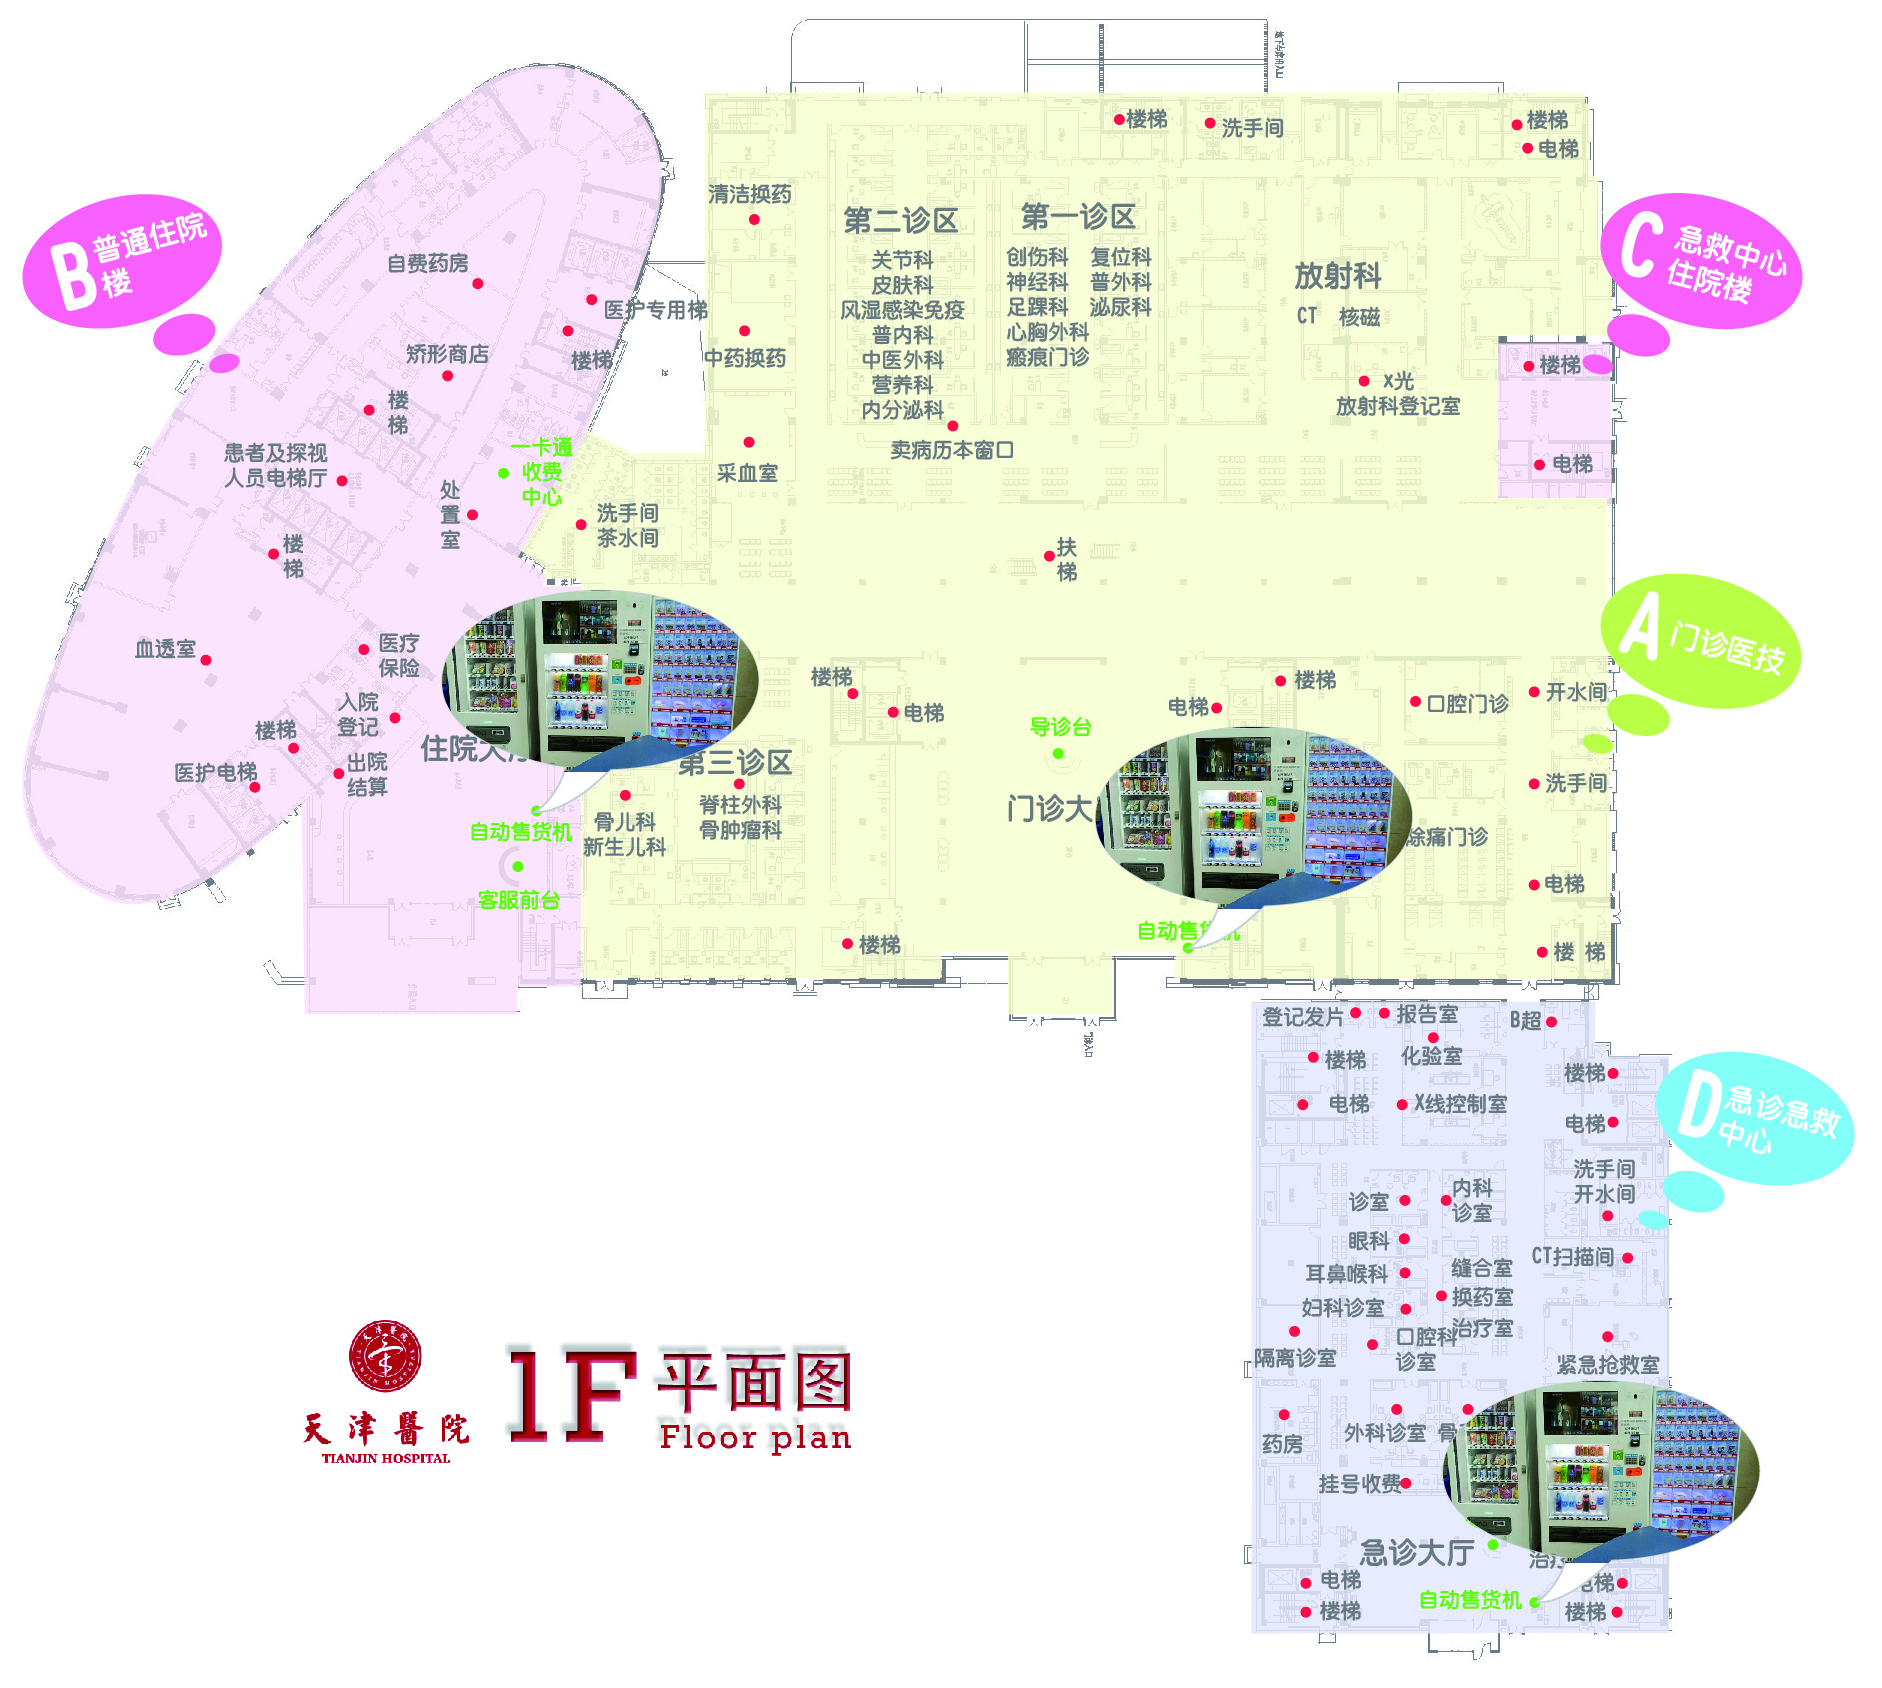 楼梯
洗手间
楼梯
电梯
清洁换药
第二诊区
关节科
皮肤科
风湿感染免疫
普内科
中医外科
营养科
内分泌科
第一诊区
创伤科 复位科
神经科 普外科
足踝科 泌尿科
心胸外科
瘢痕门诊
放射科
CT 核磁
X光
放射科登记室
B 普通住院
楼
C 急救中心
住院楼
自费药房
医护专用梯
楼梯
矫形商店
楼
梯
中药换药
楼梯
电梯
卖病历本窗口
采血室
一卡通
收费
中心
患者及探视
人员电梯厅
处
置
室
洗手间
茶水间
楼
梯
扶
梯
A 门诊医技
血透室
医疗
保险
入院
登记
楼梯
医护电梯
出院
结算
住院大厅
自动售货机
客服前台
第三诊区
脊柱外科
骨肿瘤科
骨儿科
新生儿科
楼梯
电梯
导诊台
门诊大
电梯
楼梯
口腔门诊
开水间
洗手间
除痛门诊
电梯
楼 梯
楼梯
自动售货机
登记发片
报告室
B超
化验室
楼梯
电梯
X线控制室
楼梯
电梯
D 急诊急救
中心
洗手间
开水间
诊室
内科
诊室
眼科
耳鼻喉科
妇科诊室
缝合室
换药室
治疗室
CT扫描间
口腔科
诊室
隔离诊室
紧急抢救室
药房
外科诊室
骨
挂号收费
急诊大厅
电梯
楼梯
自动售货机
治疗
电梯
楼梯
天津醫院
TIANJIN HOSPITAL
1F 平面图
Floor plan